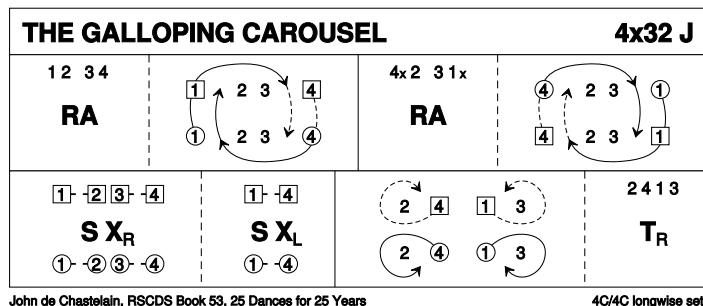 THE GALLOPING CAROUSEL 4x32 J
1 2 3 4
RA
1 2 3 4
1 2 3 4
4x 2 3 1x
RA
4 2 3 1
4 2 3 1
1 - 2 3 - 4
S XR
1 - 2 3 - 4
1 - 4
S XL
1 - 4
2 4 1 3
2 4 1 3
2 4 1 3
TR
John de Chastelain, RSCDS Book 53, 25 Dances for 25 Years 4C/4C longwise set